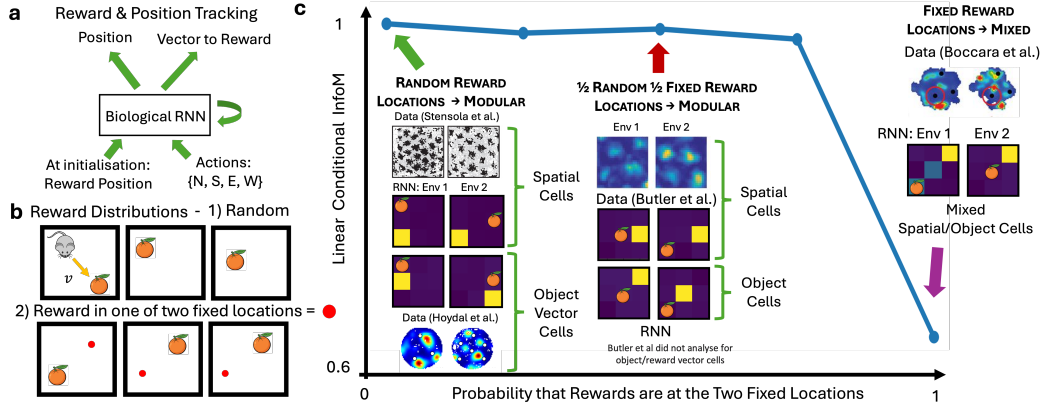 a
Reward & Position Tracking
Position
Vector to Reward
Biological RNN
At initialisation:
Reward Position
Actions:
{N, S, E, W}
b
Reward Distributions - 1) Random
v
2) Reward in one of two fixed locations =
c
Linear Conditional InfoM
1
0.6
0
Probability that Rewards are at the Two Fixed Locations
1
RANDOM REWARD
LOCATIONS → MODULAR
Data (Stensola et al.)
RNN: Env 1
Env 2
Spatial
Cells
Object
Vector
Cells
Data (Hoydal et al.)
½ RANDOM ½ FIXED REWARD
LOCATIONS → MODULAR
Env 1
Env 2
Data (Butler et al.)
Spatial
Cells
Object
Cells
RNN
Butler et al did not analyse for
object/reward vector cells
FIXED REWARD
LOCATIONS → MIXED
Data (Boccara et al.)
RNN: Env 1
Env 2
Mixed
Spatial/Object Cells